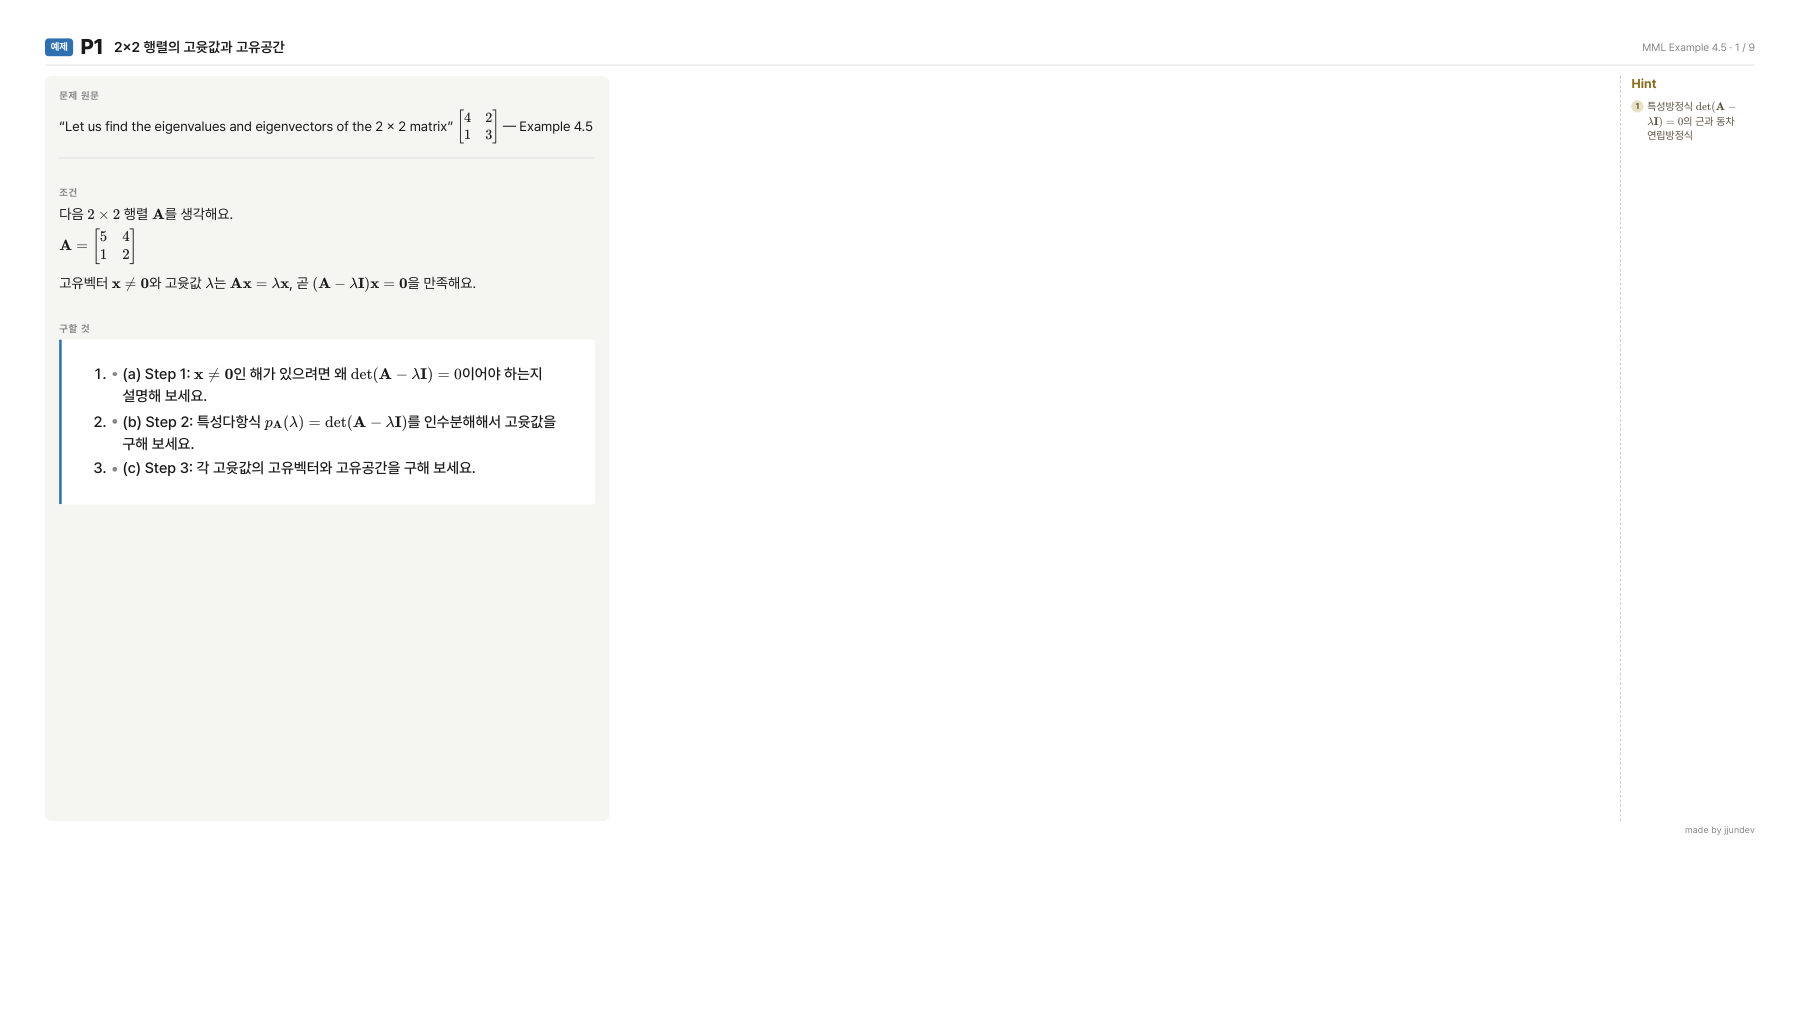 예제 P1 2×2 행렬의 고윳값과 고유공간
MML Example 4.5 · 1 / 9
문제 원문
“Let us find the eigenvalues and eigenvectors of the 2 × 2 matrix” [4 2; 1 3] — Example 4.5
조건
다음 2 × 2 행렬 A를 생각해요.
A = [5 4; 1 2]
고유벡터 x ≠ 0와 고윳값 λ는 Ax = λx, 곧 (A − λI)x = 0을 만족해요.
구할 것
1. • (a) Step 1: x ≠ 0인 해가 있으려면 왜 det(A − λI) = 0이어야 하는지
설명해 보세요.
2. • (b) Step 2: 특성다항식 p_A(λ) = det(A − λI)를 인수분해해서 고윳값을
구해 보세요.
3. • (c) Step 3: 각 고윳값의 고유벡터와 고유공간을 구해 보세요.
Hint
1 특성방정식 det(A −
λI) = 0의 근과 동차
연립방정식
made by jjundev